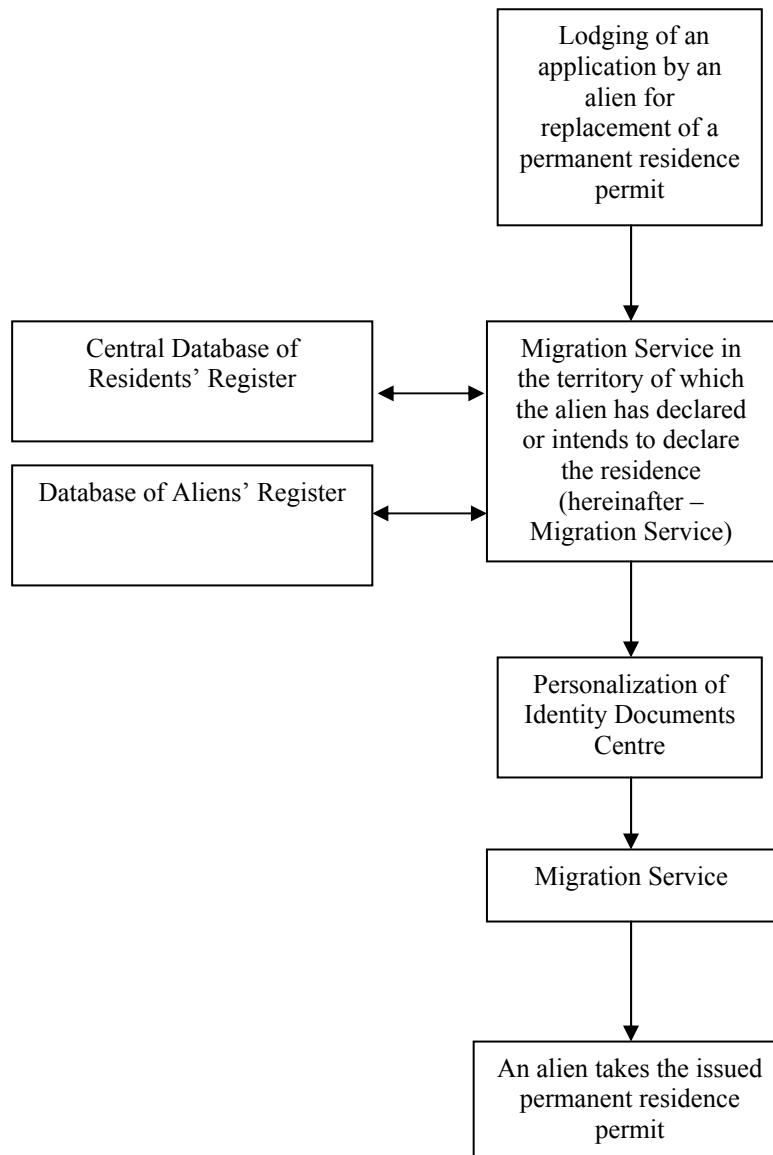 Lodging of an
application by an
alien for
replacement of a
permanent residence
permit
Central Database of
Residents’ Register
Migration Service in
the territory of which
the alien has declared
or intends to declare
the residence
(hereinafter –
Migration Service)
Database of Aliens’ Register
Personalization of
Identity Documents
Centre
Migration Service
An alien takes the issued
permanent residence
permit